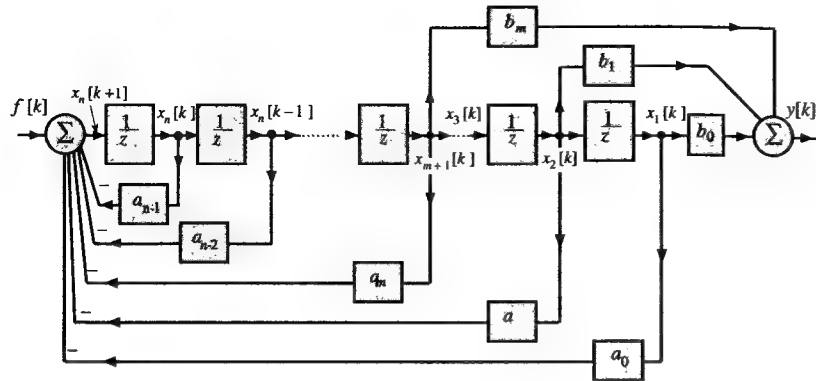 b_m
b_1
f[k]
x_n[k+1]
x_n[k]
x_n[k-1]
x_3[k]
x_1[k]
y[k]
Σ
1/z
1/z
1/z
1/z
1/z
b_0
Σ
x_{m+1}[k]
x_2[k]
− a_{n-1}
− a_{n-2}
− a_m
− a
− a_0